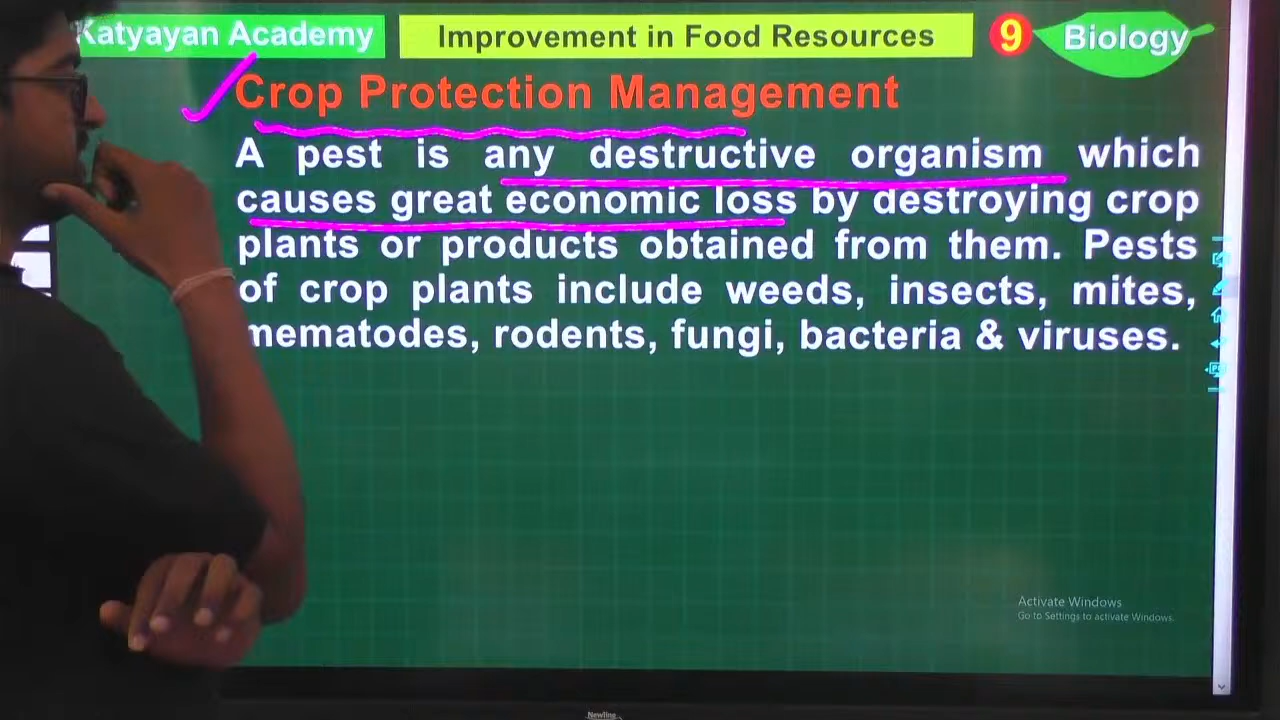 Katyayan Academy
Improvement in Food Resources
9
Biology
Crop Protection Management
A pest is any destructive organism which
causes great economic loss by destroying crop
plants or products obtained from them. Pests
of crop plants include weeds, insects, mites,
mematodes, rodents, fungi, bacteria & viruses.
Activate Windows
Go to Settings to activate Windows.
Newline